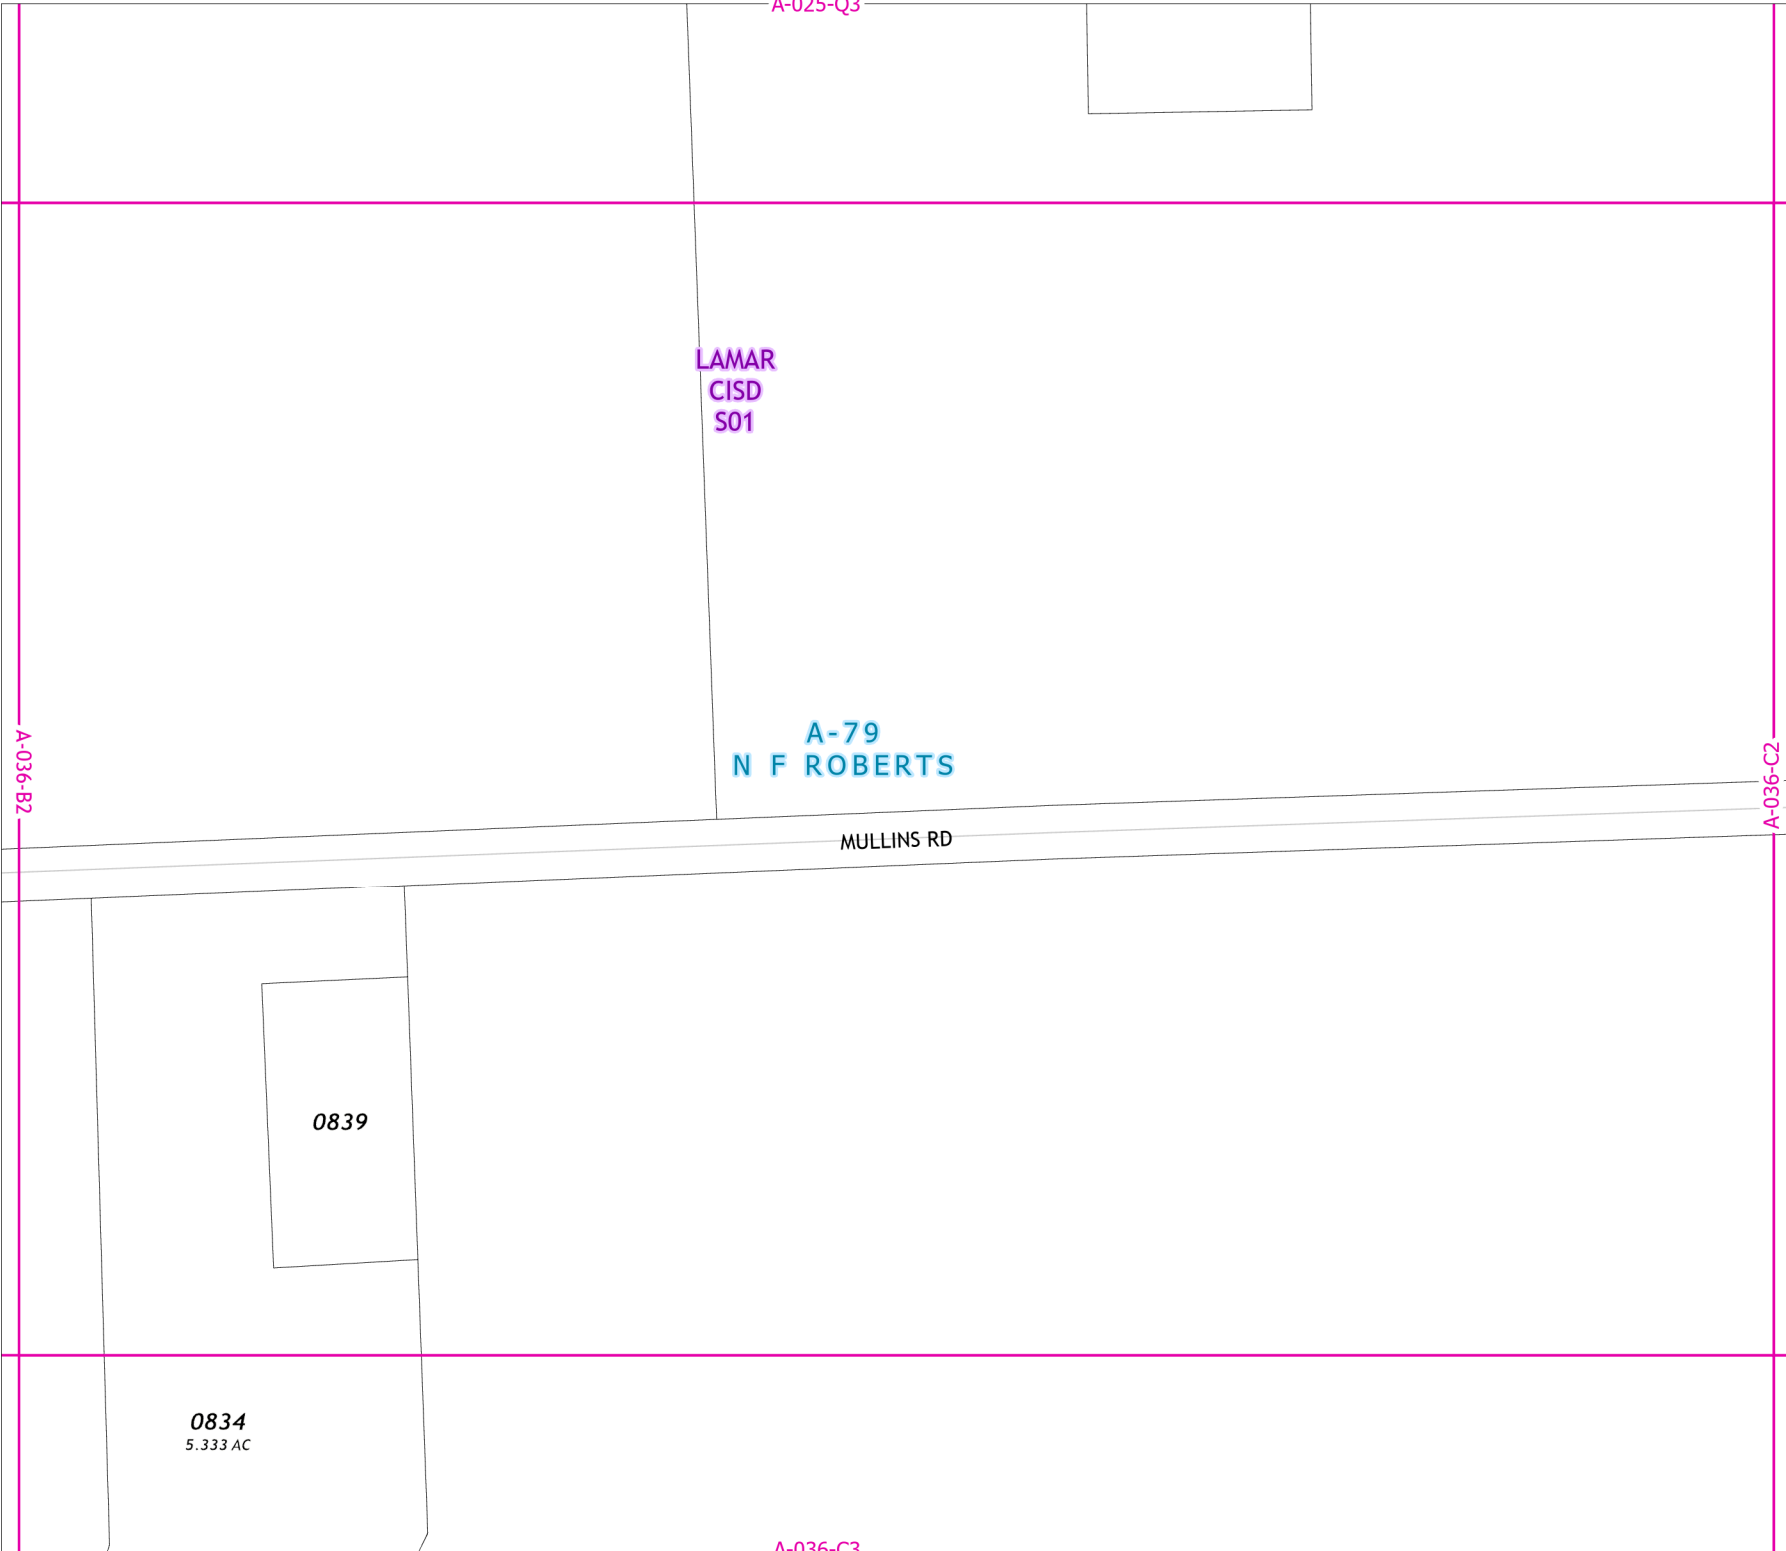 A-025-Q3
LAMAR
CISD
S01
A-79
N F ROBERTS
A-036-B2
A-036-C2
MULLINS RD
0839
0834
5.333 AC
A-036-C3